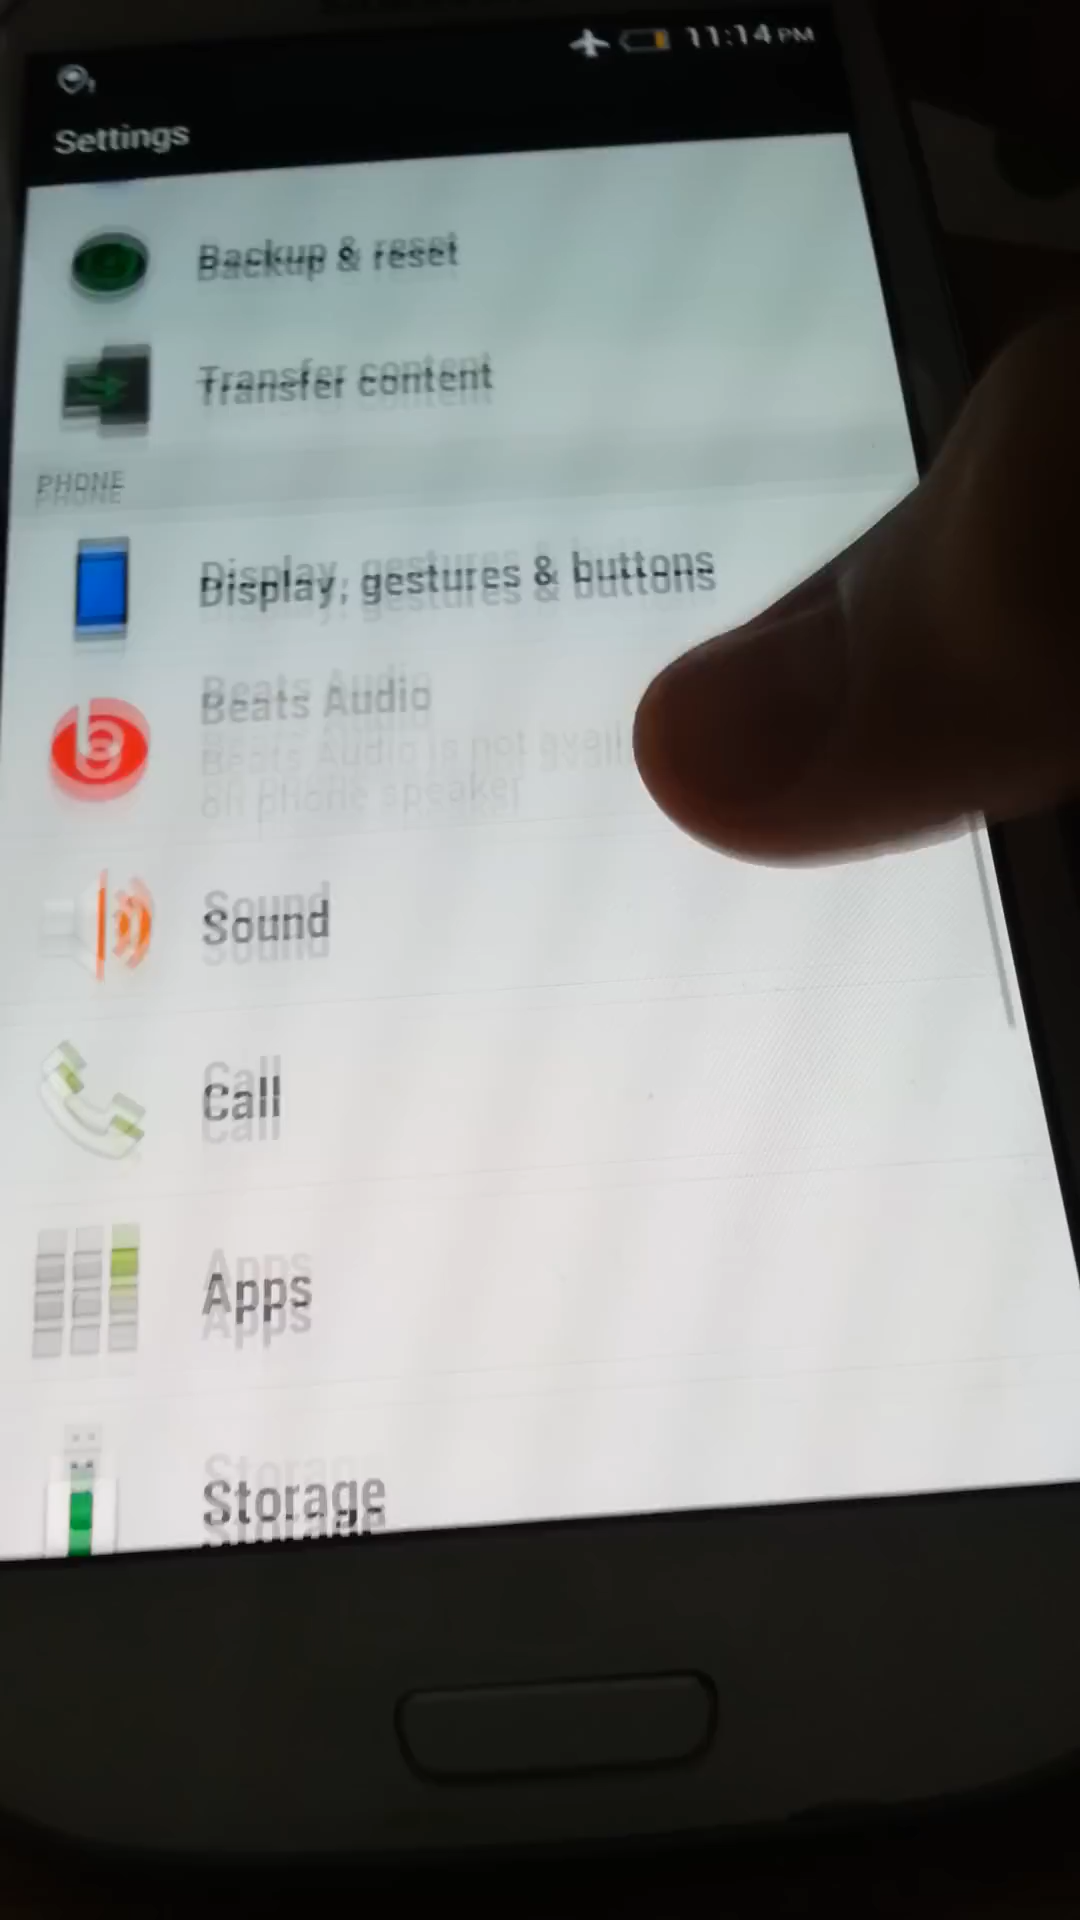 11:14 PM
Settings
Backup & reset
Transfer content
PHONE
Display, gestures & buttons
Beats Audio
Beats Audio is not
on phone speaker
Sound
Call
Apps
Storage